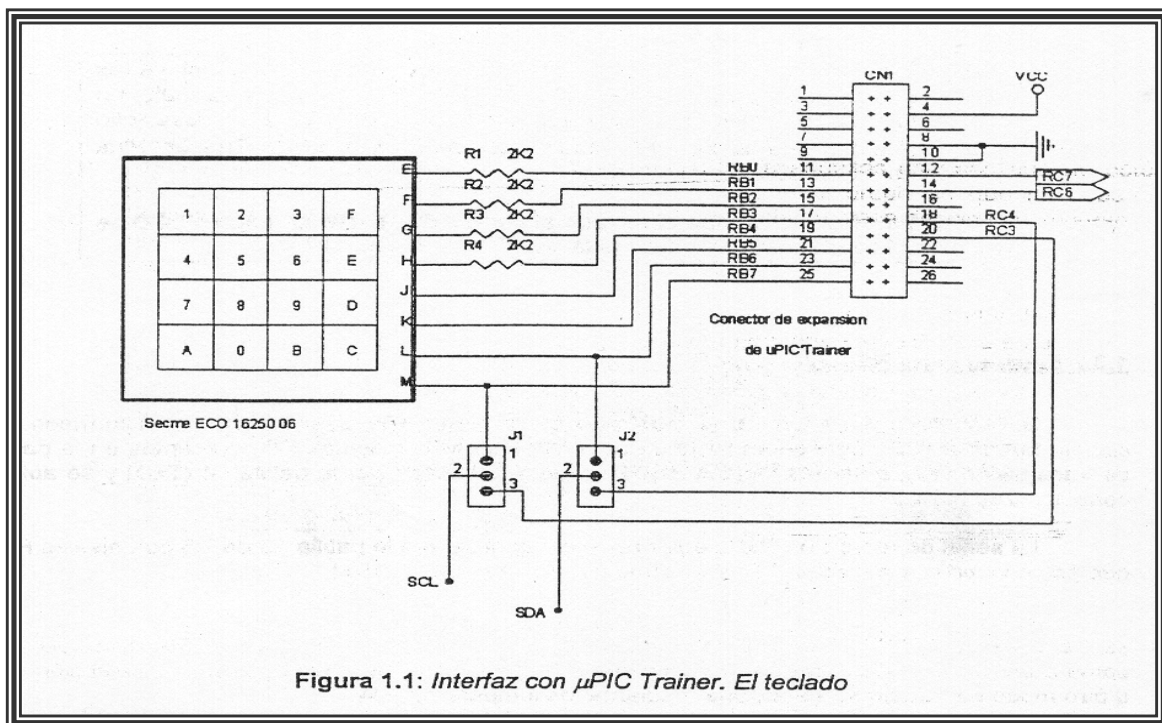 CN1
VCC
1 2
3 4
5 6
7 8
9 10
RB0 11 12
RB1 13 14 RC7
RB2 15 16 RC6
RB3 17 18 RC4
RB4 19 20 RC3
RB5 21 22
RB6 23 24
RB7 25 26
Conector de expansion
de uPIC'Trainer
R1 2K2
R2 2K2
R3 2K2
R4 2K2
E
F
G
H
J
K
L
M
1 2 3 F
4 5 6 E
7 8 9 D
A 0 B C
Secme ECO 16250 06
J1
1
2
3
J2
1
2
3
SCL
SDA
Figura 1.1: Interfaz con μPIC Trainer. El teclado